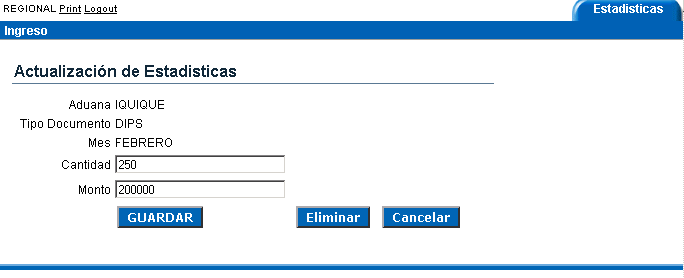 REGIONAL Print Logout
Estadisticas
Ingreso
Actualización de Estadisticas
Aduana IQUIQUE
Tipo Documento DIPS
Mes FEBRERO
Cantidad 250
Monto 200000
GUARDAR Eliminar Cancelar